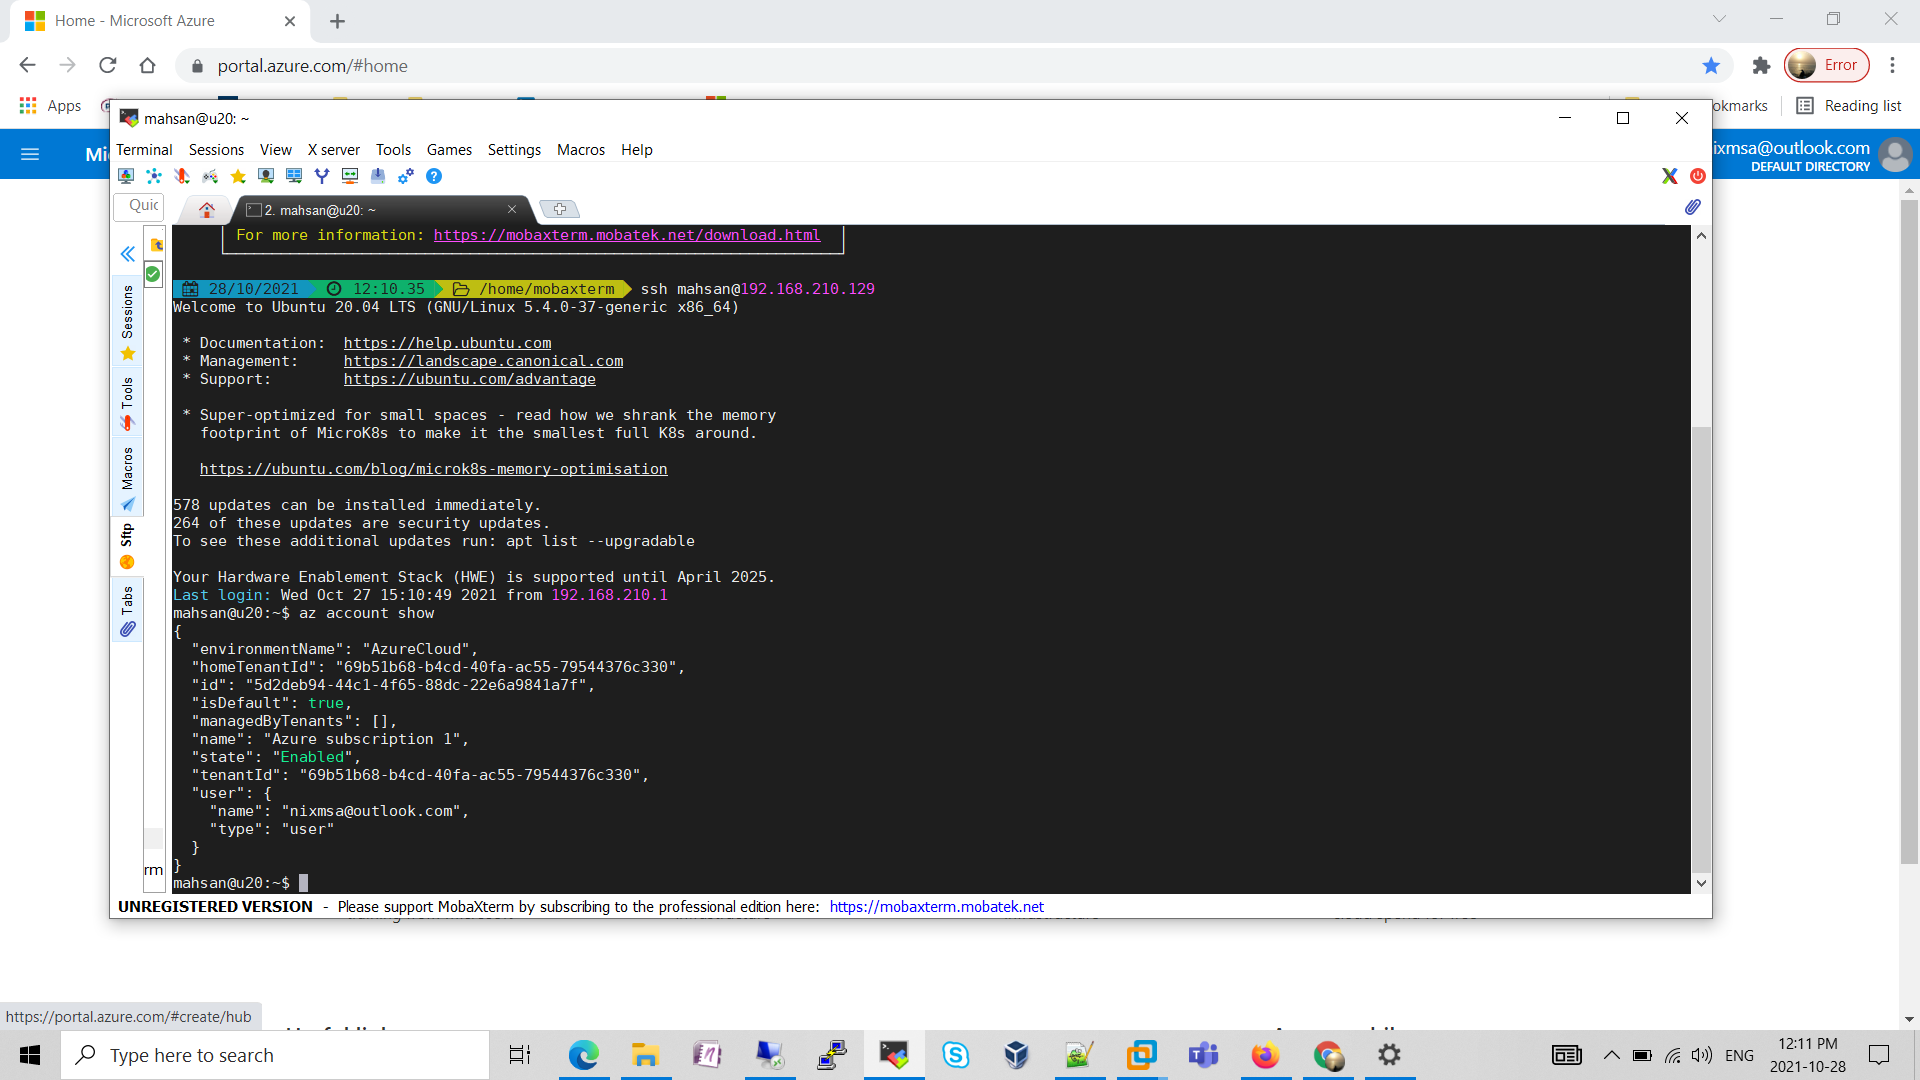 Home - Microsoft Azure
portal.azure.com/#home
Error
Apps
okmarks
Reading list
mahsan@u20: ~
Mi
ixmsa@outlook.com
DEFAULT DIRECTORY
Terminal Sessions View X server Tools Games Settings Macros Help
Quic
2. mahsan@u20: ~
Sessions
Tools
Macros
Sftp
Tabs
rm
For more information: https://mobaxterm.mobatek.net/download.html
28/10/2021 12:10.35 /home/mobaxterm ssh mahsan@192.168.210.129
Welcome to Ubuntu 20.04 LTS (GNU/Linux 5.4.0-37-generic x86_64)
* Documentation: https://help.ubuntu.com
* Management: https://landscape.canonical.com
* Support: https://ubuntu.com/advantage
* Super-optimized for small spaces - read how we shrank the memory
footprint of MicroK8s to make it the smallest full K8s around.
https://ubuntu.com/blog/microk8s-memory-optimisation
578 updates can be installed immediately.
264 of these updates are security updates.
To see these additional updates run: apt list --upgradable
Your Hardware Enablement Stack (HWE) is supported until April 2025.
Last login: Wed Oct 27 15:10:49 2021 from 192.168.210.1
mahsan@u20:~$ az account show
{
"environmentName": "AzureCloud",
"homeTenantId": "69b51b68-b4cd-40fa-ac55-79544376c330",
"id": "5d2deb94-44c1-4f65-88dc-22e6a9841a7f",
"isDefault": true,
"managedByTenants": [],
"name": "Azure subscription 1",
"state": "Enabled",
"tenantId": "69b51b68-b4cd-40fa-ac55-79544376c330",
"user": {
"name": "nixmsa@outlook.com",
"type": "user"
}
}
mahsan@u20:~$
UNREGISTERED VERSION - Please support MobaXterm by subscribing to the professional edition here: https://mobaxterm.mobatek.net
https://portal.azure.com/#create/hub
Type here to search
ENG
12:11 PM
2021-10-28